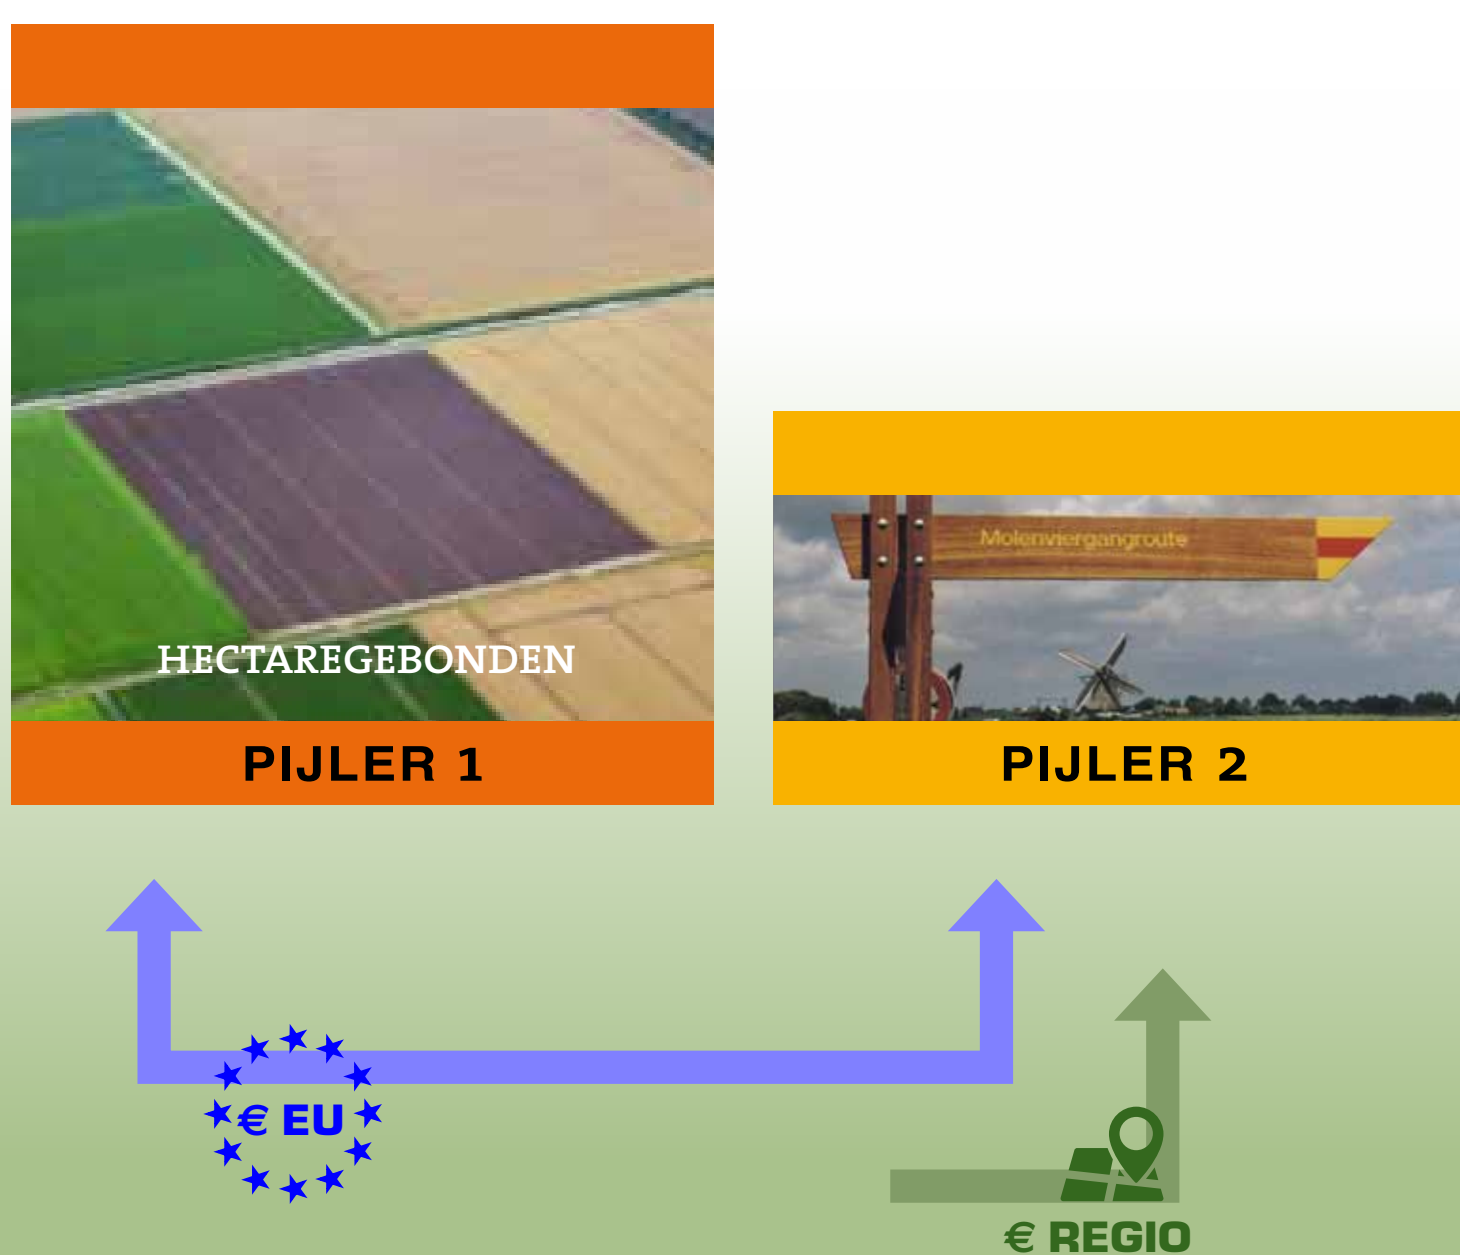 HECTAREGEBONDEN
PIJLER 1
Molenviergangroute
PIJLER 2
€ EU
€ REGIO